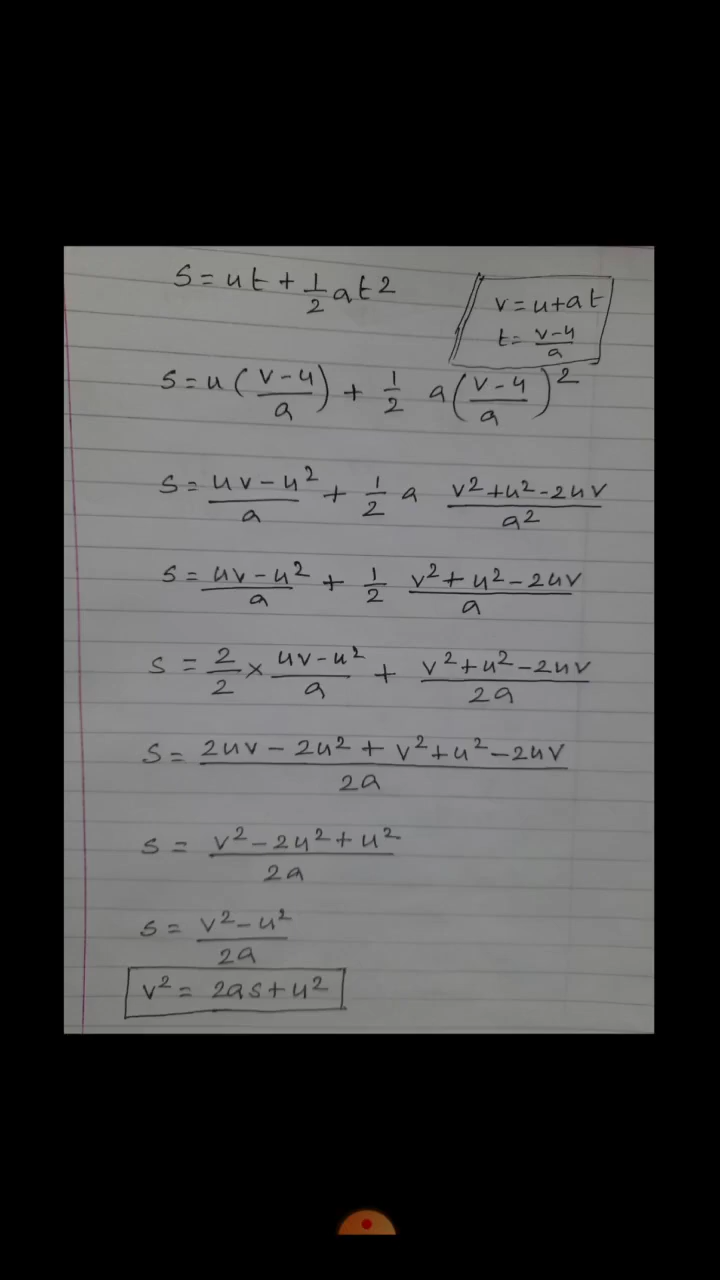 S = ut + 1/2 at2
v = u+at
t = v-u/a
S = u (v-u/a) + 1/2 a (v-u/a)2
S = uv-u2/a + 1/2 a v2+u2-2uv/a2
S = uv-u2/a + 1/2 v2+u2-2uv/a
S = 2/2 × uv-u2/a + v2+u2-2uv/2a
S = 2uv-2u2+v2+u2-2uv/2a
S = v2-2u2+u2/2a
S = v2-u2/2a
v2 = 2as+u2